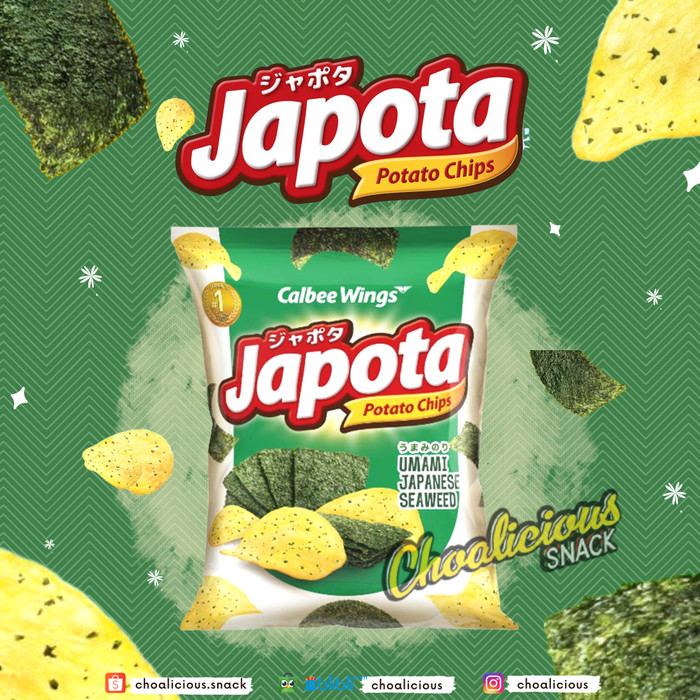 ジャポタ
Japota
Potato Chips
Calbee Wings
#1
ジャポタ
Japota
Potato Chips
うまみのり
UMAMI
JAPANESE
SEAWEED
Choalicious
SNACK
choalicious.snack
blibli
choalicious
choalicious